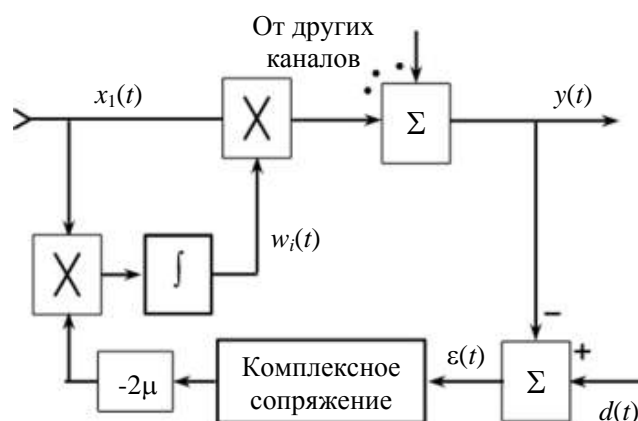 От других
каналов
x₁(t)
y(t)
Σ
wᵢ(t)
∫
−
+
ε(t)
Σ
-2μ
Комплексное
сопряжение
d(t)